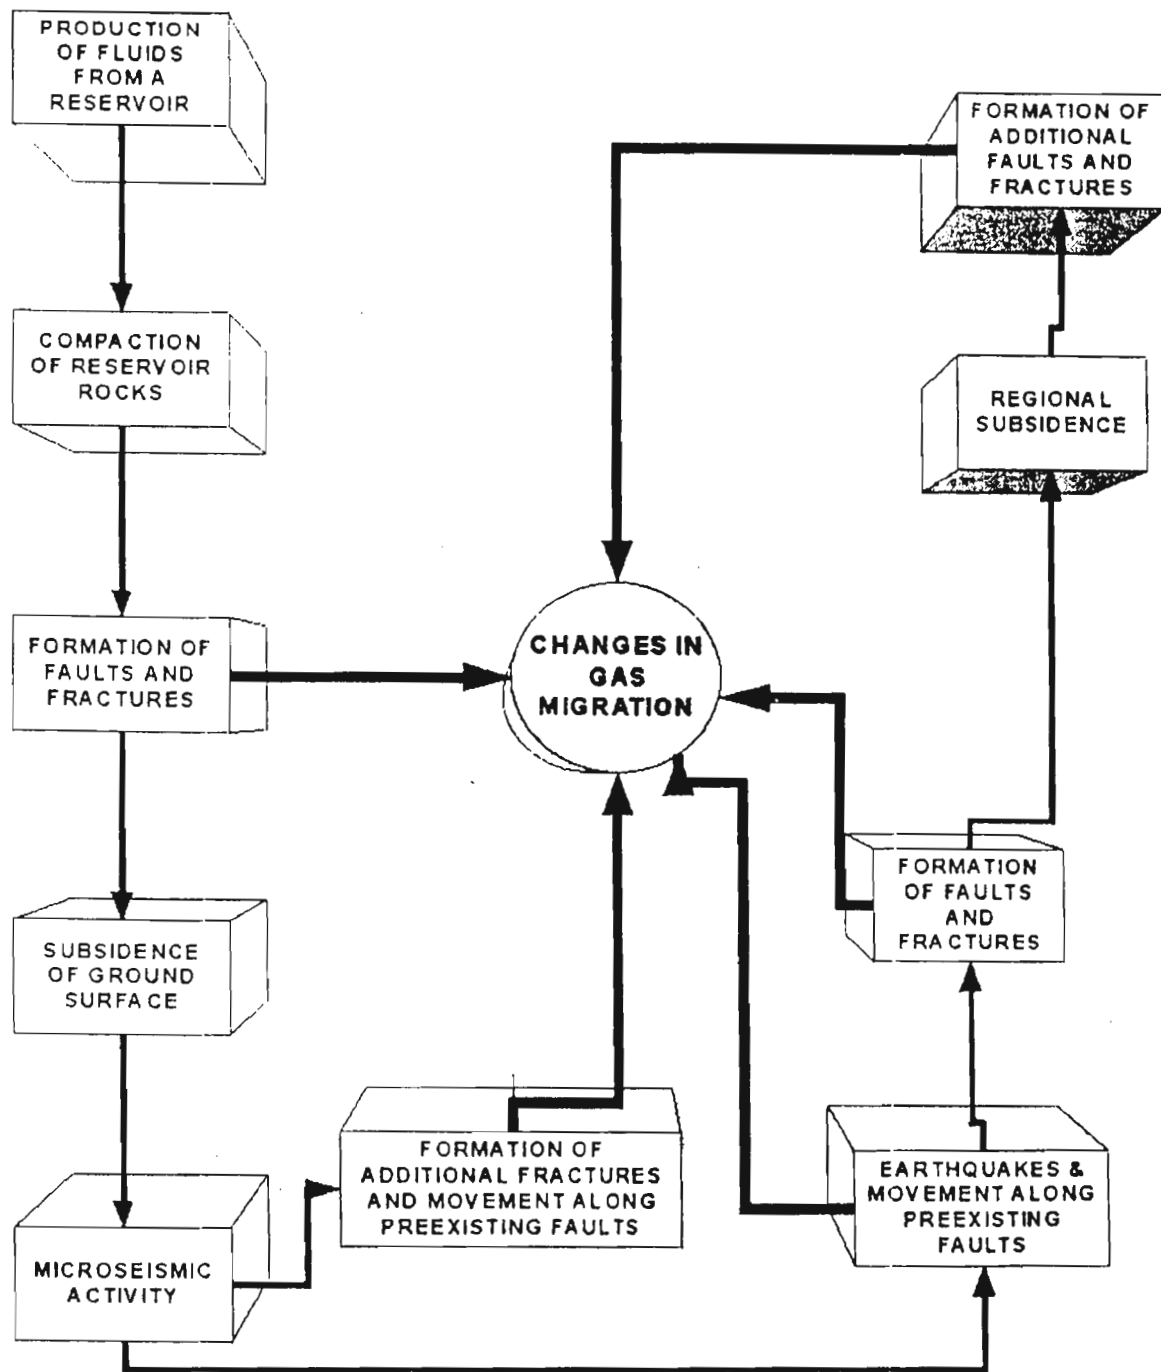 PRODUCTION
OF FLUIDS
FROM A
RESERVOIR
COMPACTION
OF RESERVOIR
ROCKS
FORMATION OF
FAULTS AND
FRACTURES
SUBSIDENCE
OF GROUND
SURFACE
MICROSEISMIC
ACTIVITY
FORMATION OF
ADDITIONAL FRACTURES
AND MOVEMENT ALONG
PREEXISTING FAULTS
CHANGES IN
GAS
MIGRATION
EARTHQUAKES &
MOVEMENT ALONG
PREEXISTING
FAULTS
FORMATION
OF FAULTS
AND
FRACTURES
REGIONAL
SUBSIDENCE
FORMATION OF
ADDITIONAL
FAULTS AND
FRACTURES